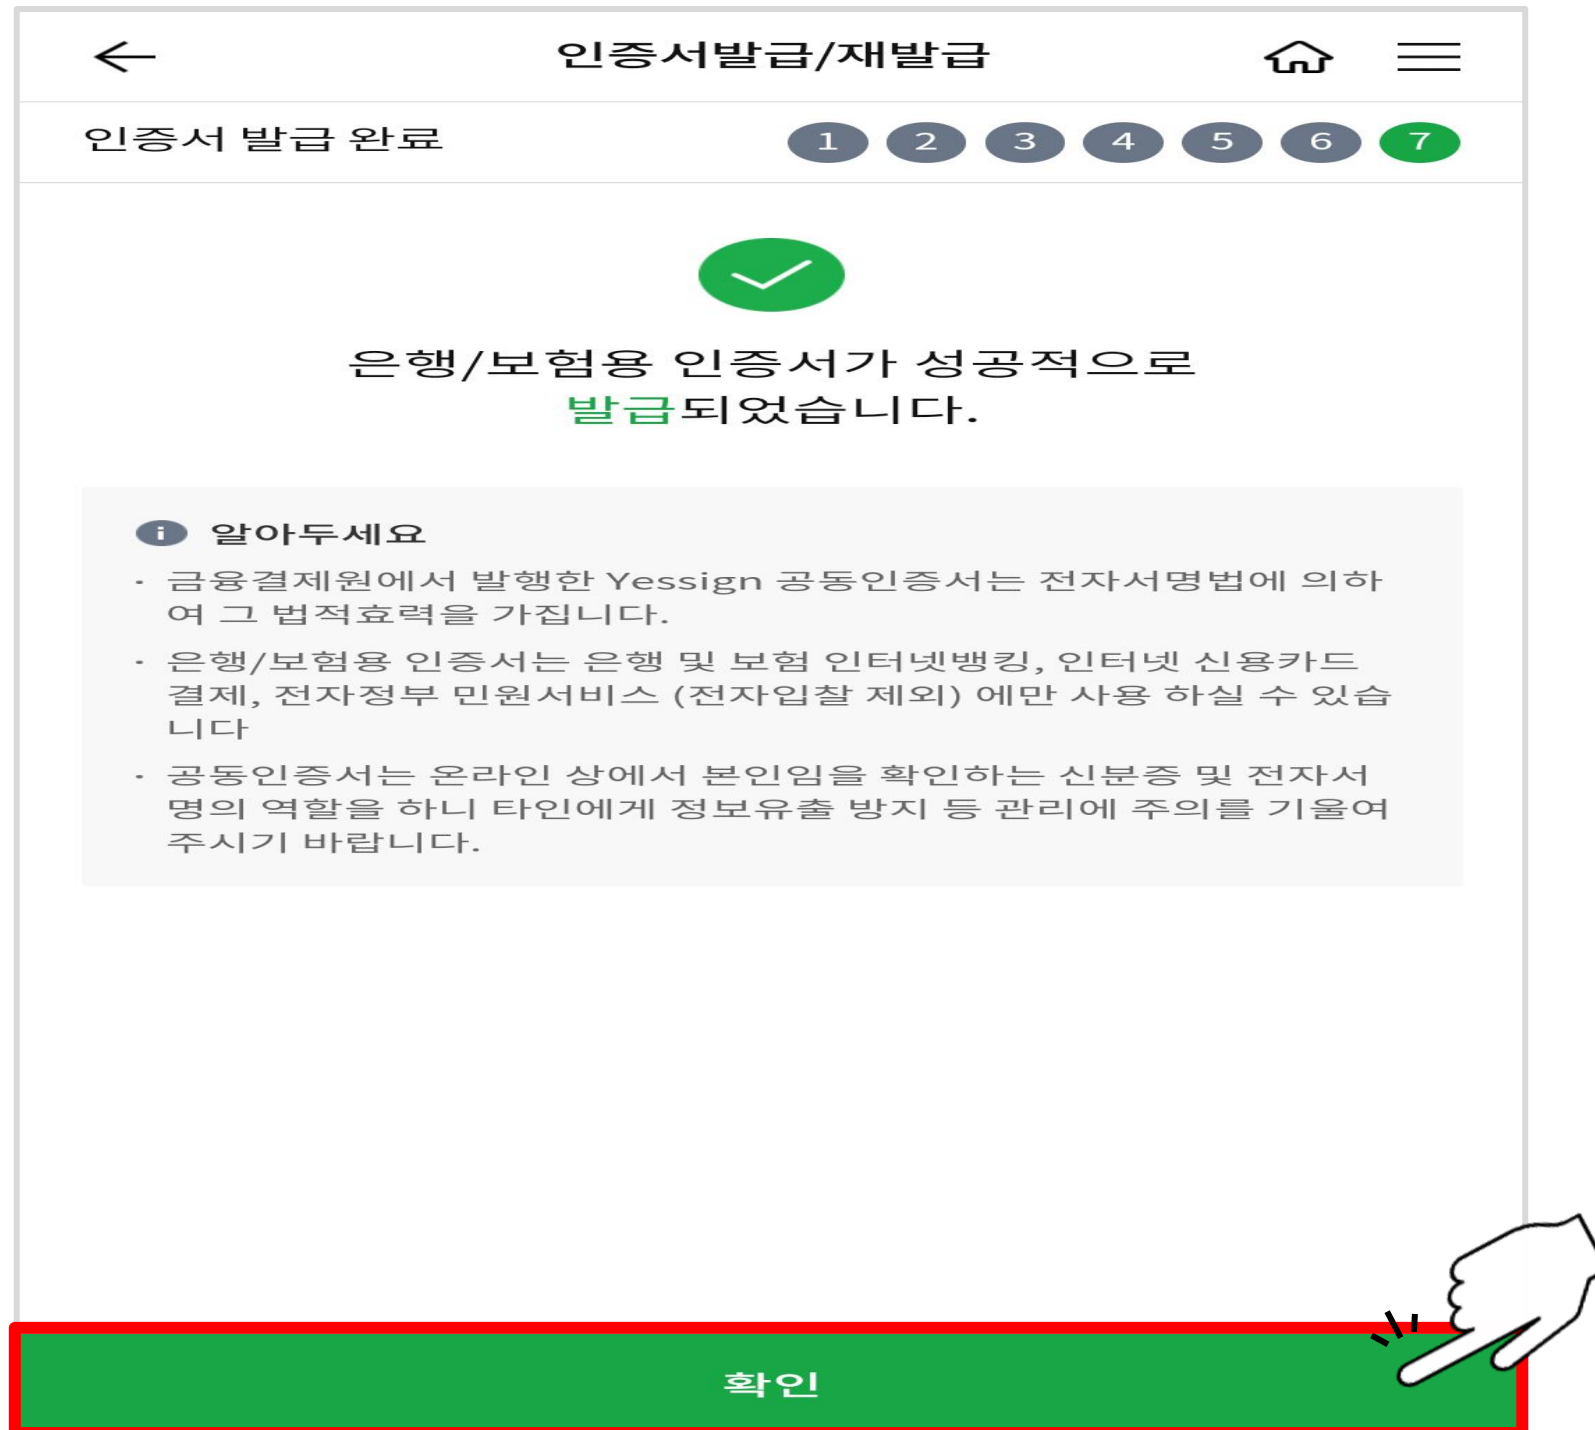 인증서발급/재발급
인증서 발급 완료
1 2 3 4 5 6 7
은행/보험용 인증서가 성공적으로
발급되었습니다.
i 알아두세요
· 금융결제원에서 발행한 Yessign 공동인증서는 전자서명법에 의하
여 그 법적효력을 가집니다.
· 은행/보험용 인증서는 은행 및 보험 인터넷뱅킹, 인터넷 신용카드
결제, 전자정부 민원서비스 (전자입찰 제외) 에만 사용 하실 수 있습
니다
· 공동인증서는 온라인 상에서 본인임을 확인하는 신분증 및 전자서
명의 역할을 하니 타인에게 정보유출 방지 등 관리에 주의를 기울여
주시기 바랍니다.
확인